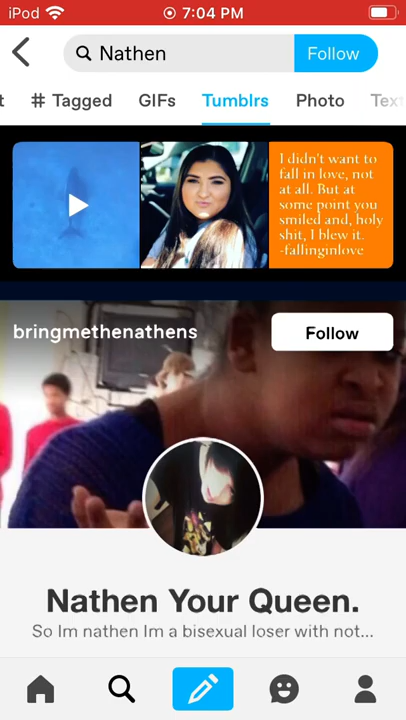 iPod 7:04 PM
Nathen Follow
t # Tagged GIFs Tumblrs Photo Text
I didn't want to
fall in love, not
at all. But at
some point you
smiled and, holy
shit, I blew it.
-fallinginlove
bringmethenathens Follow
Nathen Your Queen.
So Im nathen Im a bisexual loser with not...